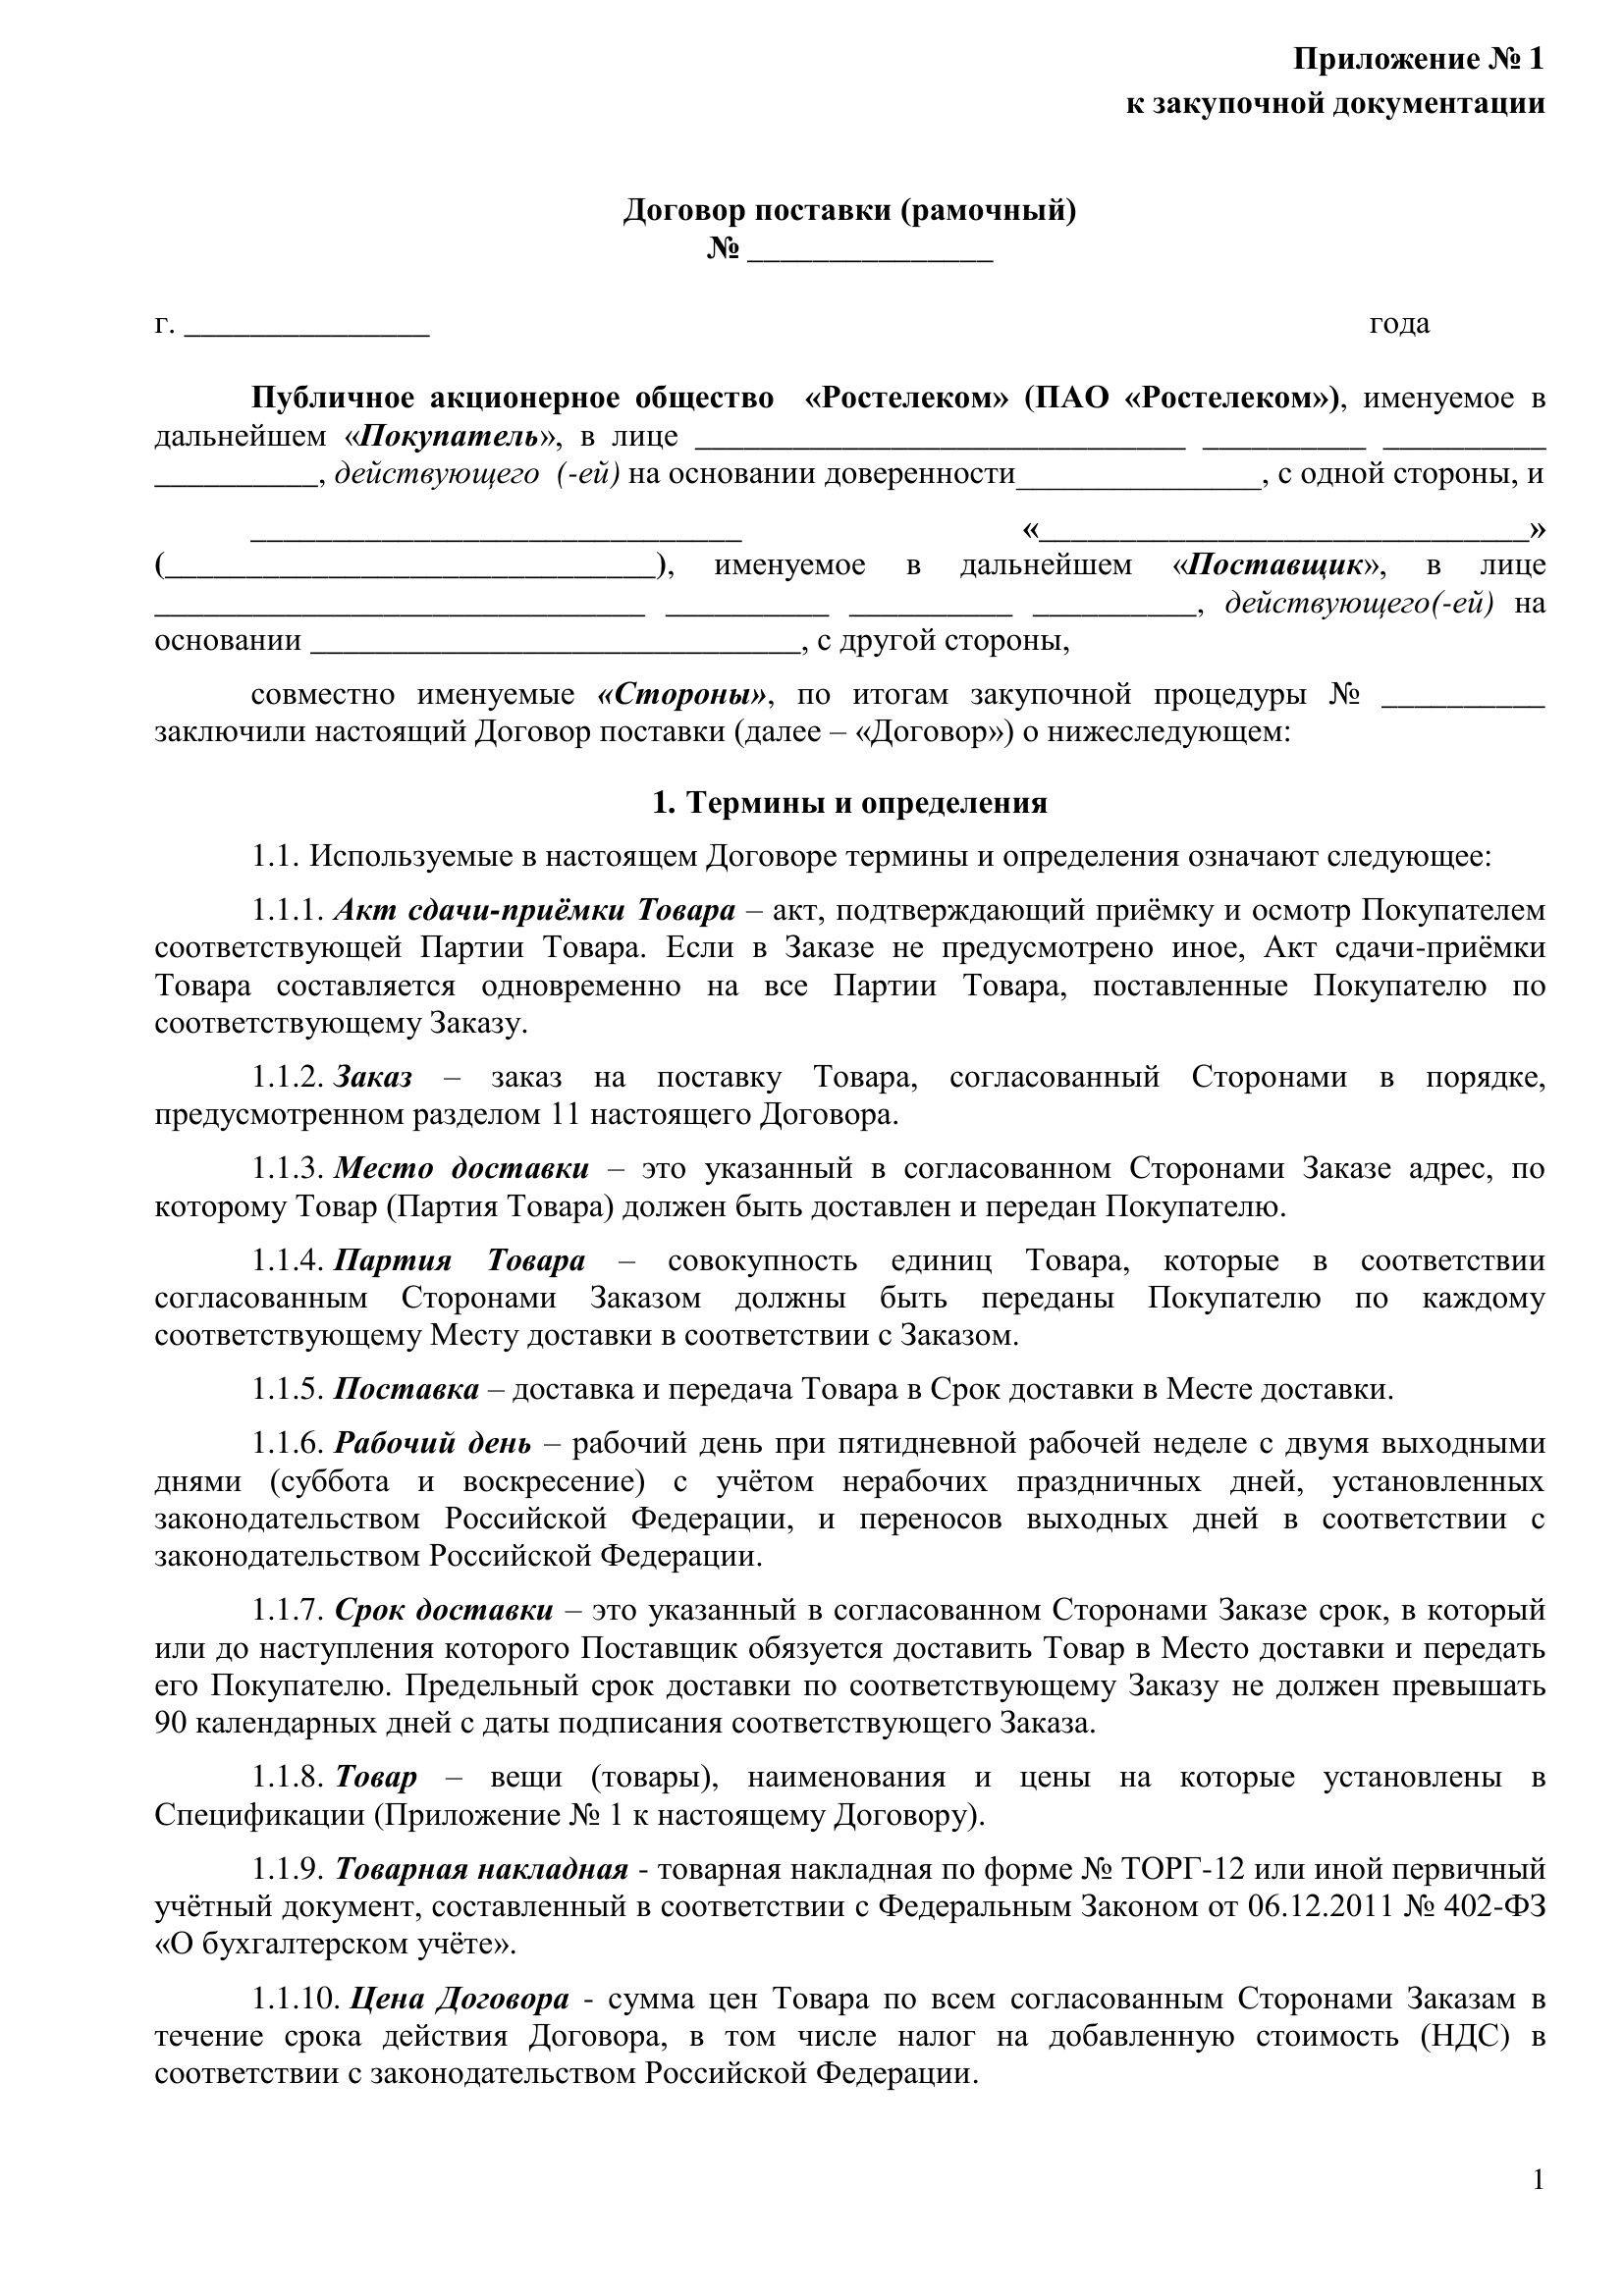 Приложение № 1
к закупочной документации
Договор поставки (рамочный)
№ _______________
г. _______________ года
Публичное акционерное общество «Ростелеком» (ПАО «Ростелеком»), именуемое в
дальнейшем «Покупатель», в лице ______________________________ __________ __________
__________, действующего (-ей) на основании доверенности_______________, с одной стороны, и
______________________________ «______________________________»
(______________________________), именуемое в дальнейшем «Поставщик», в лице
______________________________ __________ __________ __________, действующего(-ей) на
основании ______________________________, с другой стороны,
совместно именуемые «Стороны», по итогам закупочной процедуры № __________
заключили настоящий Договор поставки (далее – «Договор») о нижеследующем:
1. Термины и определения
1.1. Используемые в настоящем Договоре термины и определения означают следующее:
1.1.1. Акт сдачи-приёмки Товара – акт, подтверждающий приёмку и осмотр Покупателем
соответствующей Партии Товара. Если в Заказе не предусмотрено иное, Акт сдачи-приёмки
Товара составляется одновременно на все Партии Товара, поставленные Покупателю по
соответствующему Заказу.
1.1.2. Заказ – заказ на поставку Товара, согласованный Сторонами в порядке,
предусмотренном разделом 11 настоящего Договора.
1.1.3. Место доставки – это указанный в согласованном Сторонами Заказе адрес, по
которому Товар (Партия Товара) должен быть доставлен и передан Покупателю.
1.1.4. Партия Товара – совокупность единиц Товара, которые в соответствии
согласованным Сторонами Заказом должны быть переданы Покупателю по каждому
соответствующему Месту доставки в соответствии с Заказом.
1.1.5. Поставка – доставка и передача Товара в Срок доставки в Месте доставки.
1.1.6. Рабочий день – рабочий день при пятидневной рабочей неделе с двумя выходными
днями (суббота и воскресение) с учётом нерабочих праздничных дней, установленных
законодательством Российской Федерации, и переносов выходных дней в соответствии с
законодательством Российской Федерации.
1.1.7. Срок доставки – это указанный в согласованном Сторонами Заказе срок, в который
или до наступления которого Поставщик обязуется доставить Товар в Место доставки и передать
его Покупателю. Предельный срок доставки по соответствующему Заказу не должен превышать
90 календарных дней с даты подписания соответствующего Заказа.
1.1.8. Товар – вещи (товары), наименования и цены на которые установлены в
Спецификации (Приложение № 1 к настоящему Договору).
1.1.9. Товарная накладная - товарная накладная по форме № ТОРГ-12 или иной первичный
учётный документ, составленный в соответствии с Федеральным Законом от 06.12.2011 № 402-ФЗ
«О бухгалтерском учёте».
1.1.10. Цена Договора - сумма цен Товара по всем согласованным Сторонами Заказам в
течение срока действия Договора, в том числе налог на добавленную стоимость (НДС) в
соответствии с законодательством Российской Федерации.
1